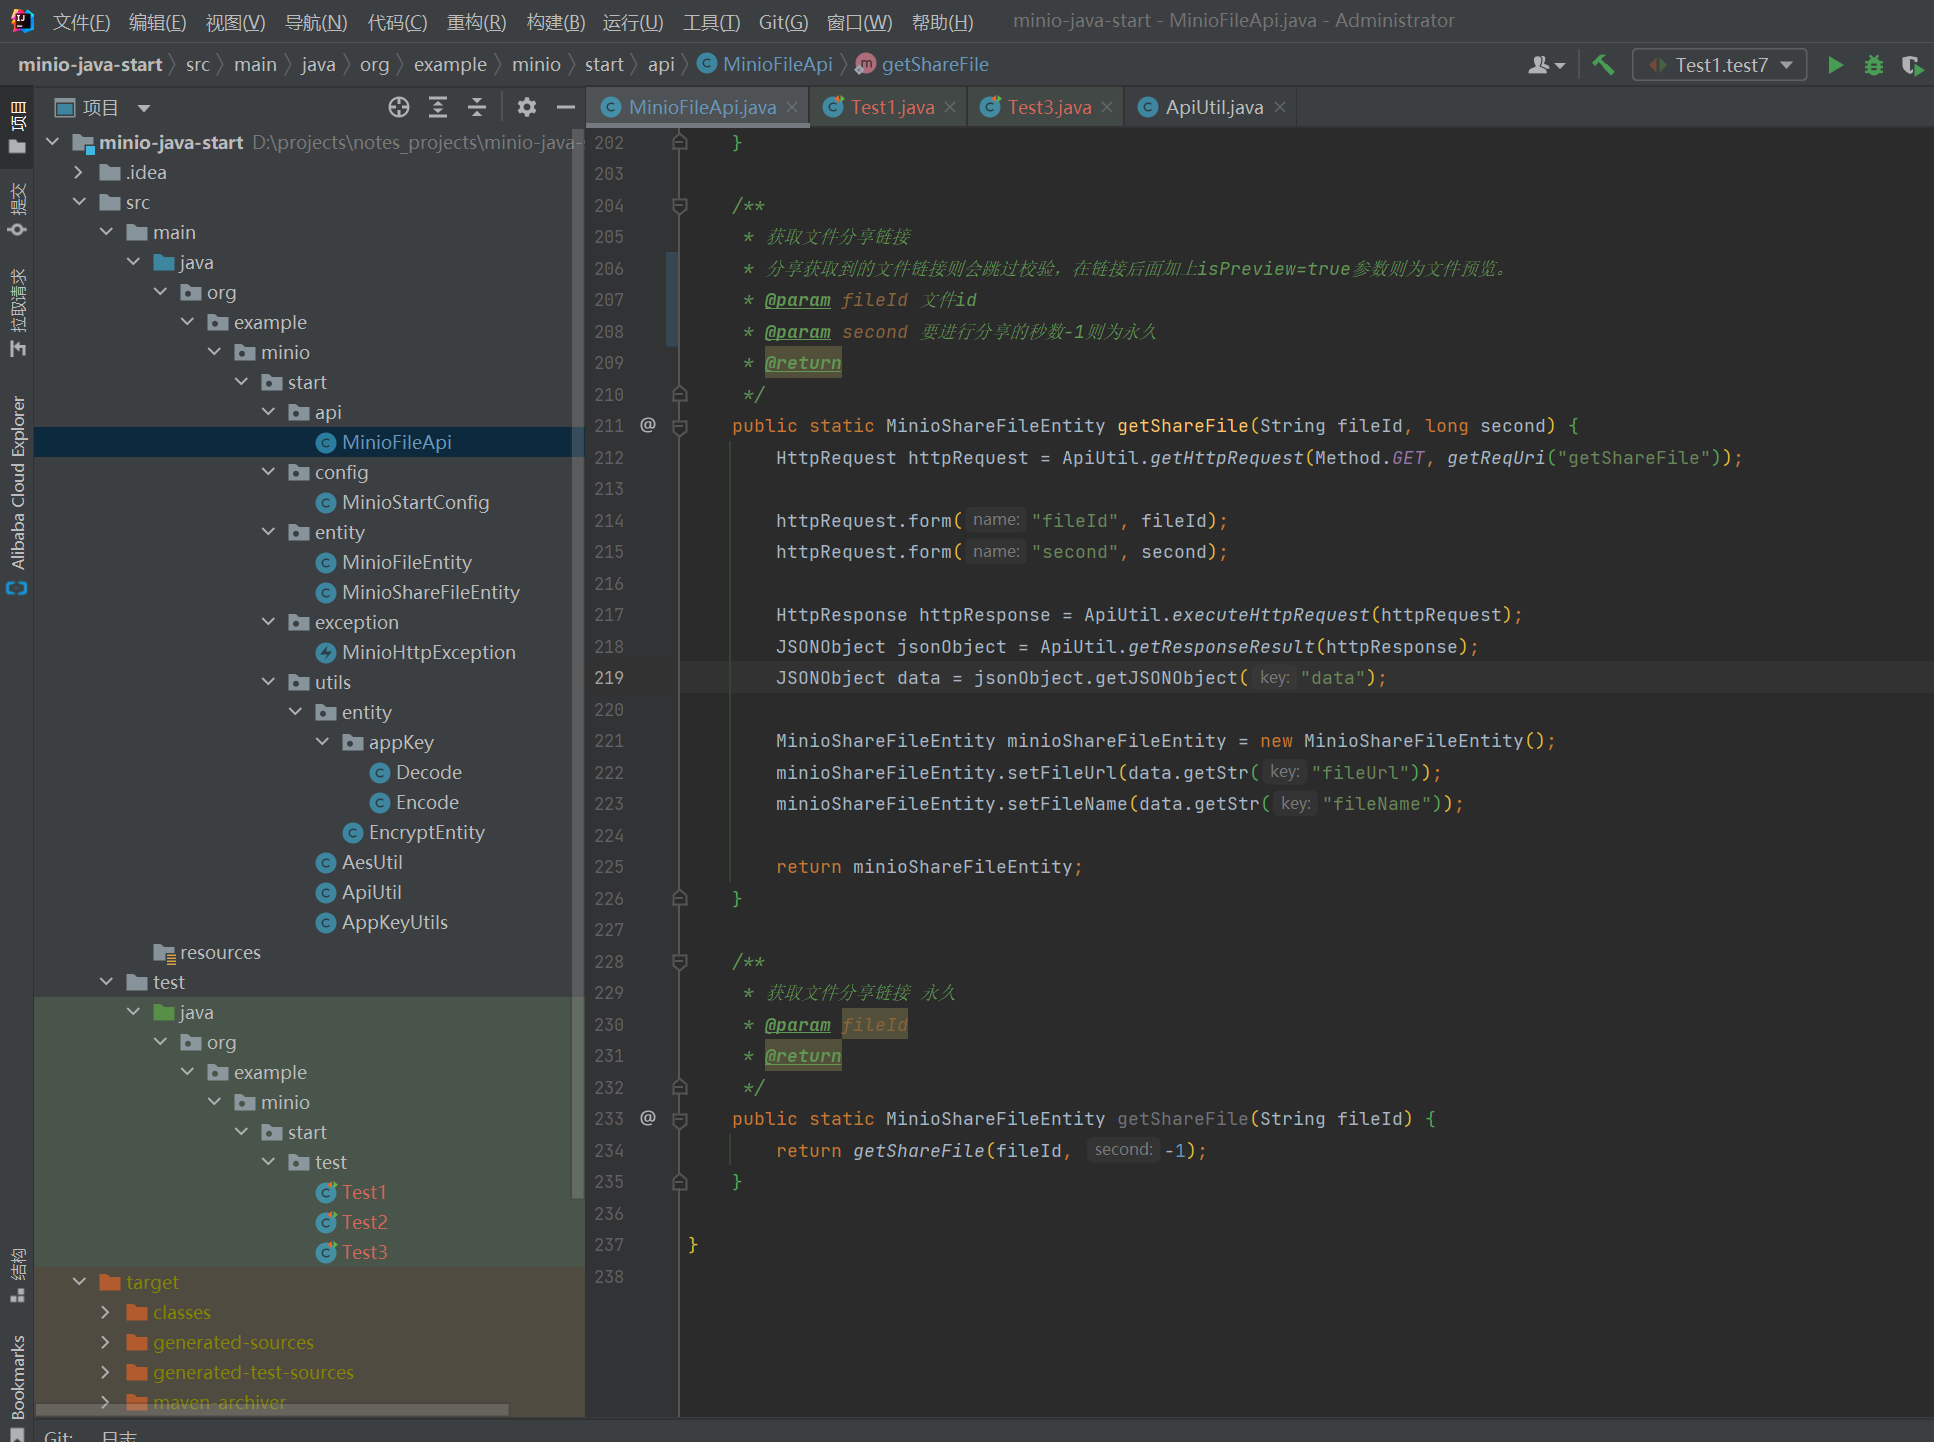 文件(F) 编辑(E) 视图(V) 导航(N) 代码(C) 重构(R) 构建(B) 运行(U) 工具(T) Git(G) 窗口(W) 帮助(H) minio-java-start - MinioFileApi.java - Administrator
minio-java-start src main java org example minio start api MinioFileApi getShareFile Test1.test7
项目
提交
拉取请求
Alibaba Cloud Explorer
结构
Bookmarks
项目
minio-java-start D:\projects\notes_projects\minio-java-
.idea
src
main
java
org
example
minio
start
api
MinioFileApi
config
MinioStartConfig
entity
MinioFileEntity
MinioShareFileEntity
exception
MinioHttpException
utils
entity
appKey
Decode
Encode
EncryptEntity
AesUtil
ApiUtil
AppKeyUtils
resources
test
java
org
example
minio
start
test
Test1
Test2
Test3
target
classes
generated-sources
generated-test-sources
maven-archiver
MinioFileApi.java Test1.java Test3.java ApiUtil.java
202 }
203
204 /**
205 * 获取文件分享链接
206 * 分享获取到的文件链接则会跳过校验，在链接后面加上isPreview=true参数则为文件预览。
207 * @param fileId 文件id
208 * @param second 要进行分享的秒数-1则为永久
209 * @return
210 */
211 @ public static MinioShareFileEntity getShareFile(String fileId, long second) {
212 HttpRequest httpRequest = ApiUtil.getHttpRequest(Method.GET, getReqUri("getShareFile"));
213
214 httpRequest.form( name: "fileId", fileId);
215 httpRequest.form( name: "second", second);
216
217 HttpResponse httpResponse = ApiUtil.executeHttpRequest(httpRequest);
218 JSONObject jsonObject = ApiUtil.getResponseResult(httpResponse);
219 JSONObject data = jsonObject.getJSONObject( key: "data");
220
221 MinioShareFileEntity minioShareFileEntity = new MinioShareFileEntity();
222 minioShareFileEntity.setFileUrl(data.getStr( key: "fileUrl"));
223 minioShareFileEntity.setFileName(data.getStr( key: "fileName"));
224
225 return minioShareFileEntity;
226 }
227
228 /**
229 * 获取文件分享链接 永久
230 * @param fileId
231 * @return
232 */
233 @ public static MinioShareFileEntity getShareFile(String fileId) {
234 return getShareFile(fileId, second: -1);
235 }
236
237 }
238
Git: 日志